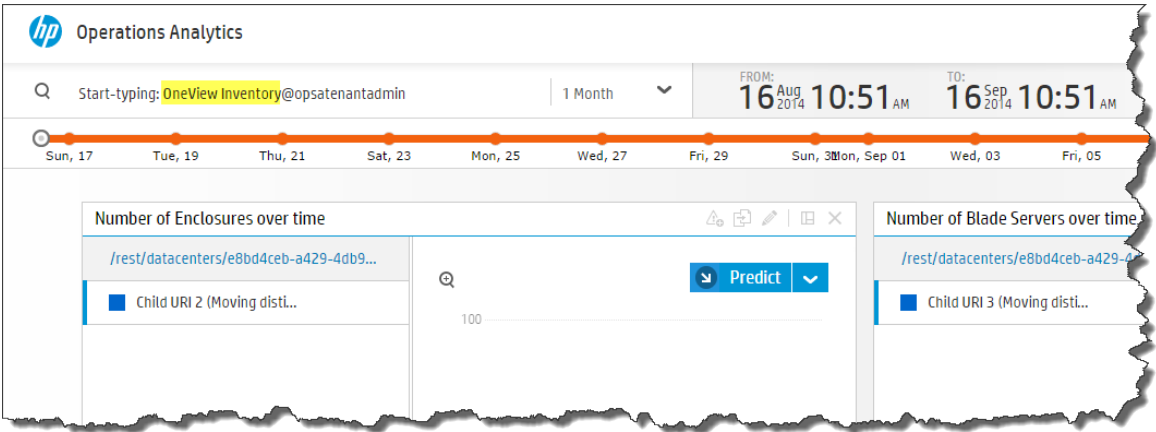 hp Operations Analytics
Start-typing: OneView Inventory@opsatenantadmin
1 Month
FROM:
16 Aug 2014 10:51 AM
TO:
16 Sep 2014 10:51 AM
Sun, 17 Tue, 19 Thu, 21 Sat, 23 Mon, 25 Wed, 27 Fri, 29 Sun, 31 Mon, Sep 01 Wed, 03 Fri, 05
Number of Enclosures over time
/rest/datacenters/e8bd4ceb-a429-4db9...
Child URI 2 (Moving disti...
Predict
100
Number of Blade Servers over time
/rest/datacenters/e8bd4ceb-a429-4
Child URI 3 (Moving disti...